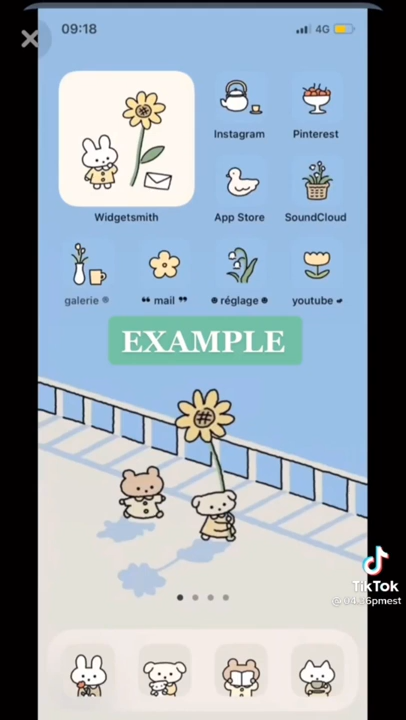 09:18
4G
Widgetsmith
Instagram
Pinterest
App Store
SoundCloud
galerie
❝ mail ❞
réglage
youtube
EXAMPLE
TikTok